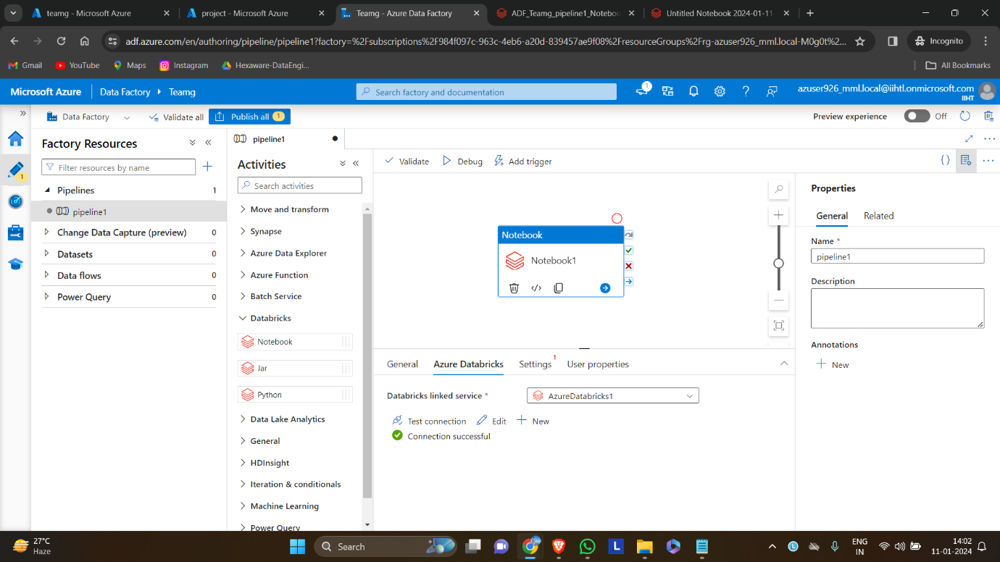 teamg - Microsoft Azure
project - Microsoft Azure
Teamg - Azure Data Factory
ADF_Teamg_pipeline1_Notebo
Untitled Notebook 2024-01-11
adf.azure.com/en/authoring/pipeline/pipeline1?factory=%2Fsubscriptions%2F984f097c-963c-4eb6-a20d-839457ae9f08%2FresourceGroups%2Frg-azuser926_mml.local-M0g0t%2...
Incognito
Gmail
YouTube
Maps
Instagram
Hexaware-DataEngi...
All Bookmarks
Microsoft Azure
Data Factory
Teamg
Search factory and documentation
1
azuser926_mml.local@iihtl.onmicrosoft.com
IIHT
Data Factory
Validate all
Publish all 1
Preview experience
Off
1
Factory Resources
Filter resources by name
Pipelines 1
pipeline1
Change Data Capture (preview) 0
Datasets 0
Data flows 0
Power Query 0
pipeline1
Activities
Search activities
Move and transform
Synapse
Azure Data Explorer
Azure Function
Batch Service
Databricks
Notebook
Jar
Python
Data Lake Analytics
General
HDInsight
Iteration & conditionals
Machine Learning
Power Query
Validate
Debug
Add trigger
Notebook
Notebook1
General
Azure Databricks
Settings 1
User properties
Databricks linked service *
AzureDatabricks1
Test connection
Edit
New
Connection successful
Properties
General
Related
Name *
pipeline1
Description
Annotations
New
27°C
Haze
Search
L
ENG
IN
14:02
11-01-2024